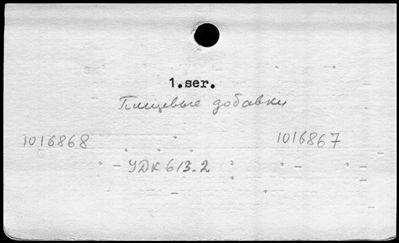 1.ser.
Пищевые добавки
1016868 1016867
- УДК 613.2